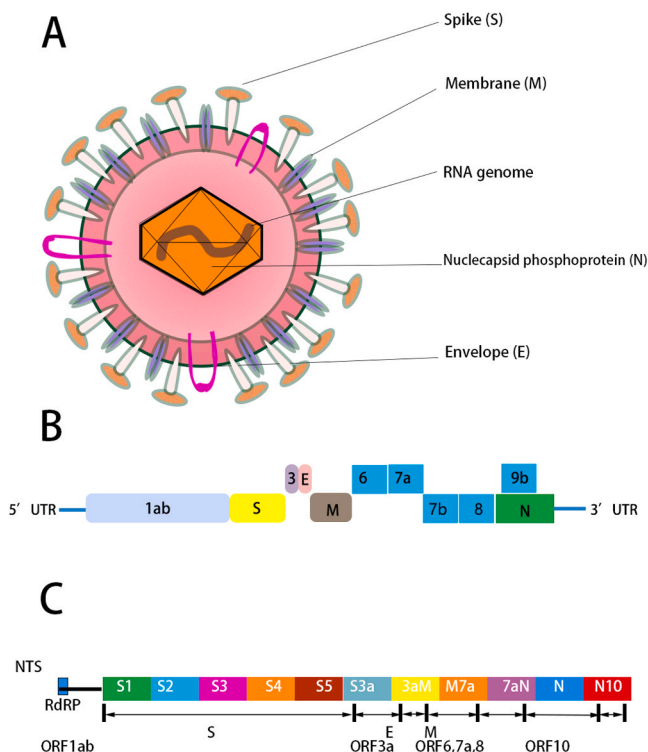 A
Spike (S)
Membrane (M)
RNA genome
Nuclecapsid phosphoprotein (N)
Envelope (E)
B
3 E 6 7a 9b
5′ UTR 1ab S M 7b 8 N 3′ UTR
C
NTS
S1 S2 S3 S4 S5 S3a 3aM M7a 7aN N N10
RdRP
S E M
ORF1ab ORF3a ORF6,7a,8 ORF10